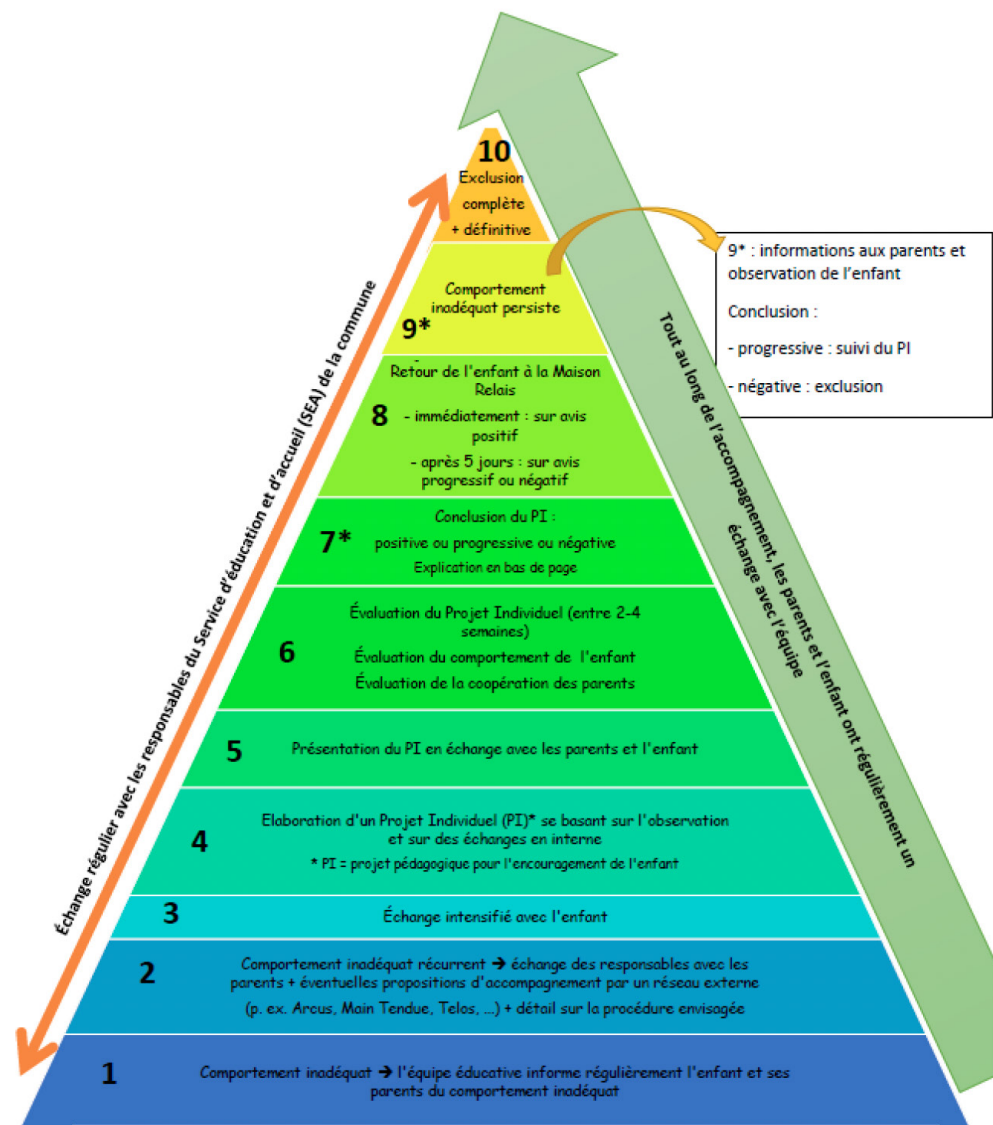 10
Exclusion
complète
+ définitive
Comportement
inadéquat persiste
9*
9* : informations aux parents et
observation de l'enfant
Conclusion :
- progressive : suivi du PI
- négative : exclusion
Retour de l'enfant à la Maison
Relais
8
- immédiatement : sur avis
positif
- après 5 jours : sur avis
progressif ou négatif
Conclusion du PI :
7*
positive ou progressive ou négative
Explication en bas de page
Évaluation du Projet Individuel (entre 2-4
semaines)
6
Évaluation du comportement de l'enfant
Évaluation de la coopération des parents
5
Présentation du PI en échange avec les parents et l'enfant
Elaboration d'un Projet Individuel (PI)* se basant sur l'observation
et sur des échanges en interne
4
* PI = projet pédagogique pour l'encouragement de l'enfant
3
Échange intensifié avec l'enfant
Comportement inadéquat récurrent ➔ échange des responsables avec les
2
parents + éventuelles propositions d'accompagnement par un réseau externe
(p. ex. Arcus, Main Tendue, Telos, ...) + détail sur la procédure envisagée
1
Comportement inadéquat ➔ l'équipe éducative informe régulièrement l'enfant et ses
parents du comportement inadéquat
Échange régulier avec les responsables du Service d'éducation et d'accueil (SEA) de la commune
Tout au long de l'accompagnement, les parents et l'enfant ont régulièrement un
échange avec l'équipe